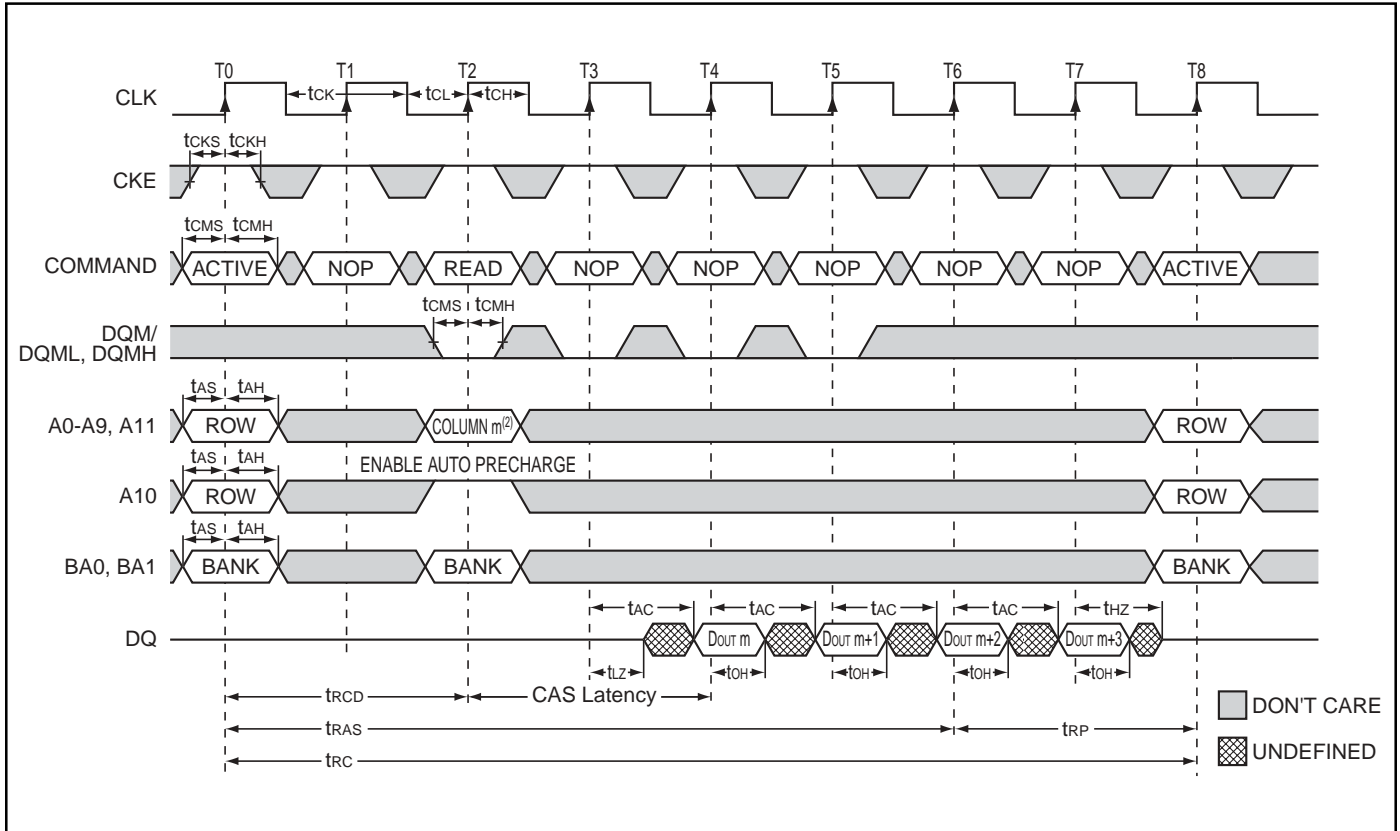 T0 T1 T2 T3 T4 T5 T6 T7 T8
CLK tCK tCL tCH
tCKS tCKH
CKE
tCMS tCMH
COMMAND ACTIVE NOP READ NOP NOP NOP NOP NOP ACTIVE
tCMS tCMH
DQM/
DQML, DQMH
tAS tAH
A0-A9, A11 ROW COLUMN m(2) ROW
tAS tAH ENABLE AUTO PRECHARGE
A10 ROW ROW
tAS tAH
BA0, BA1 BANK BANK BANK
tAC tAC tAC tAC tHZ
DQ DOUT m DOUT m+1 DOUT m+2 DOUT m+3
tLZ tOH tOH tOH tOH
tRCD CAS Latency
DON'T CARE
tRAS tRP
UNDEFINED
tRC